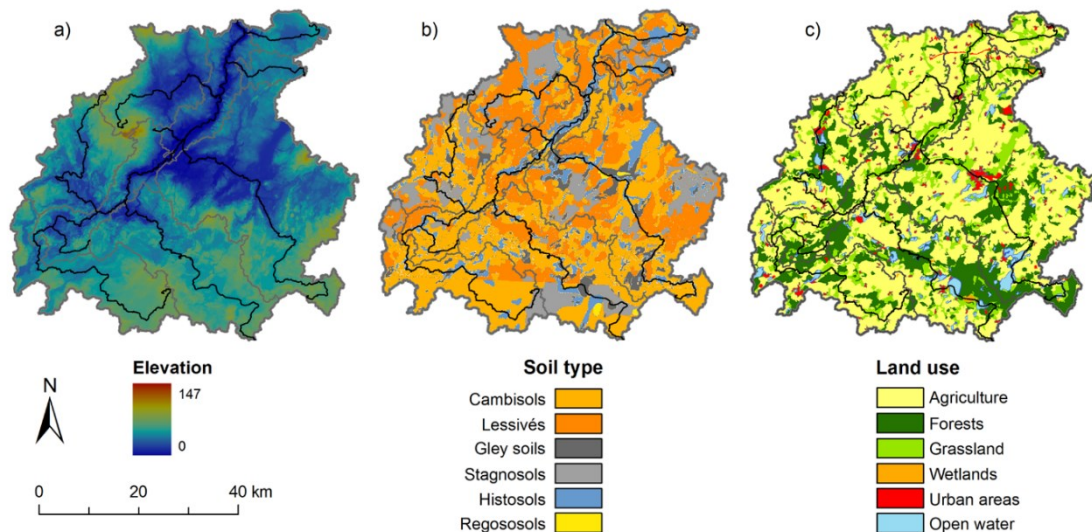 a)
b)
c)
N
Elevation
147
0
0 20 40 km
Soil type
Cambisols
Lessivés
Gley soils
Stagnosols
Histosols
Regososols
Land use
Agriculture
Forests
Grassland
Wetlands
Urban areas
Open water